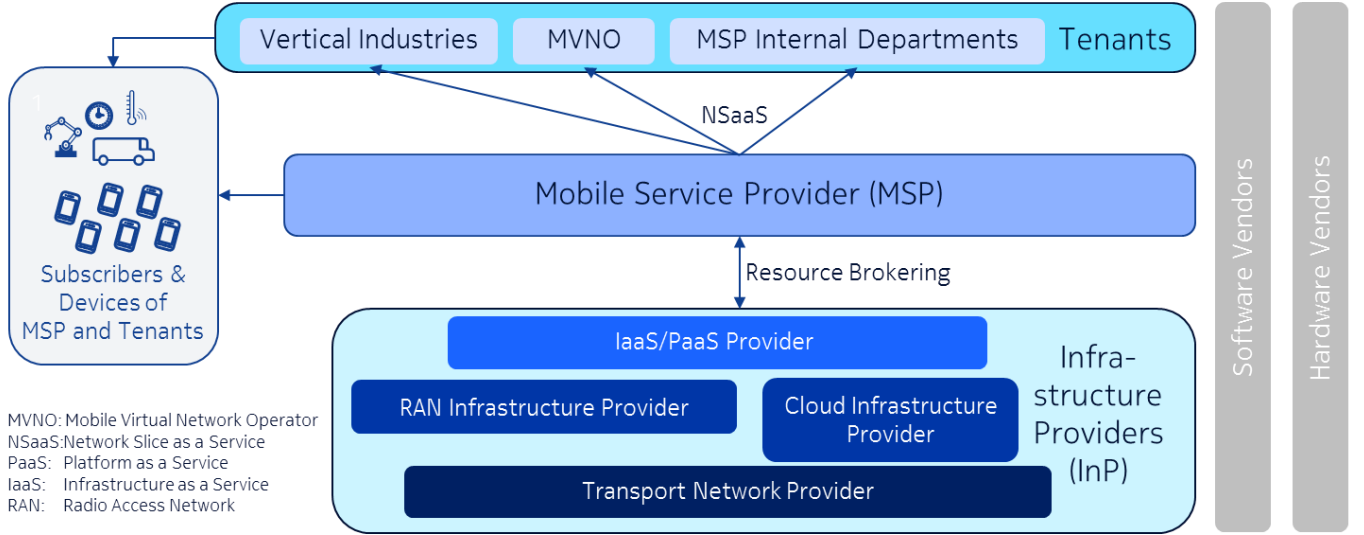 Vertical Industries
MVNO
MSP Internal Departments
Tenants
NSaaS
Mobile Service Provider (MSP)
Resource Brokering
1
Subscribers &
Devices of
MSP and Tenants
IaaS/PaaS Provider
RAN Infrastructure Provider
Cloud Infrastructure
Provider
Transport Network Provider
Infra-
structure
Providers
(InP)
Software Vendors
Hardware Vendors
MVNO: Mobile Virtual Network Operator
NSaaS:Network Slice as a Service
PaaS: Platform as a Service
IaaS: Infrastructure as a Service
RAN: Radio Access Network